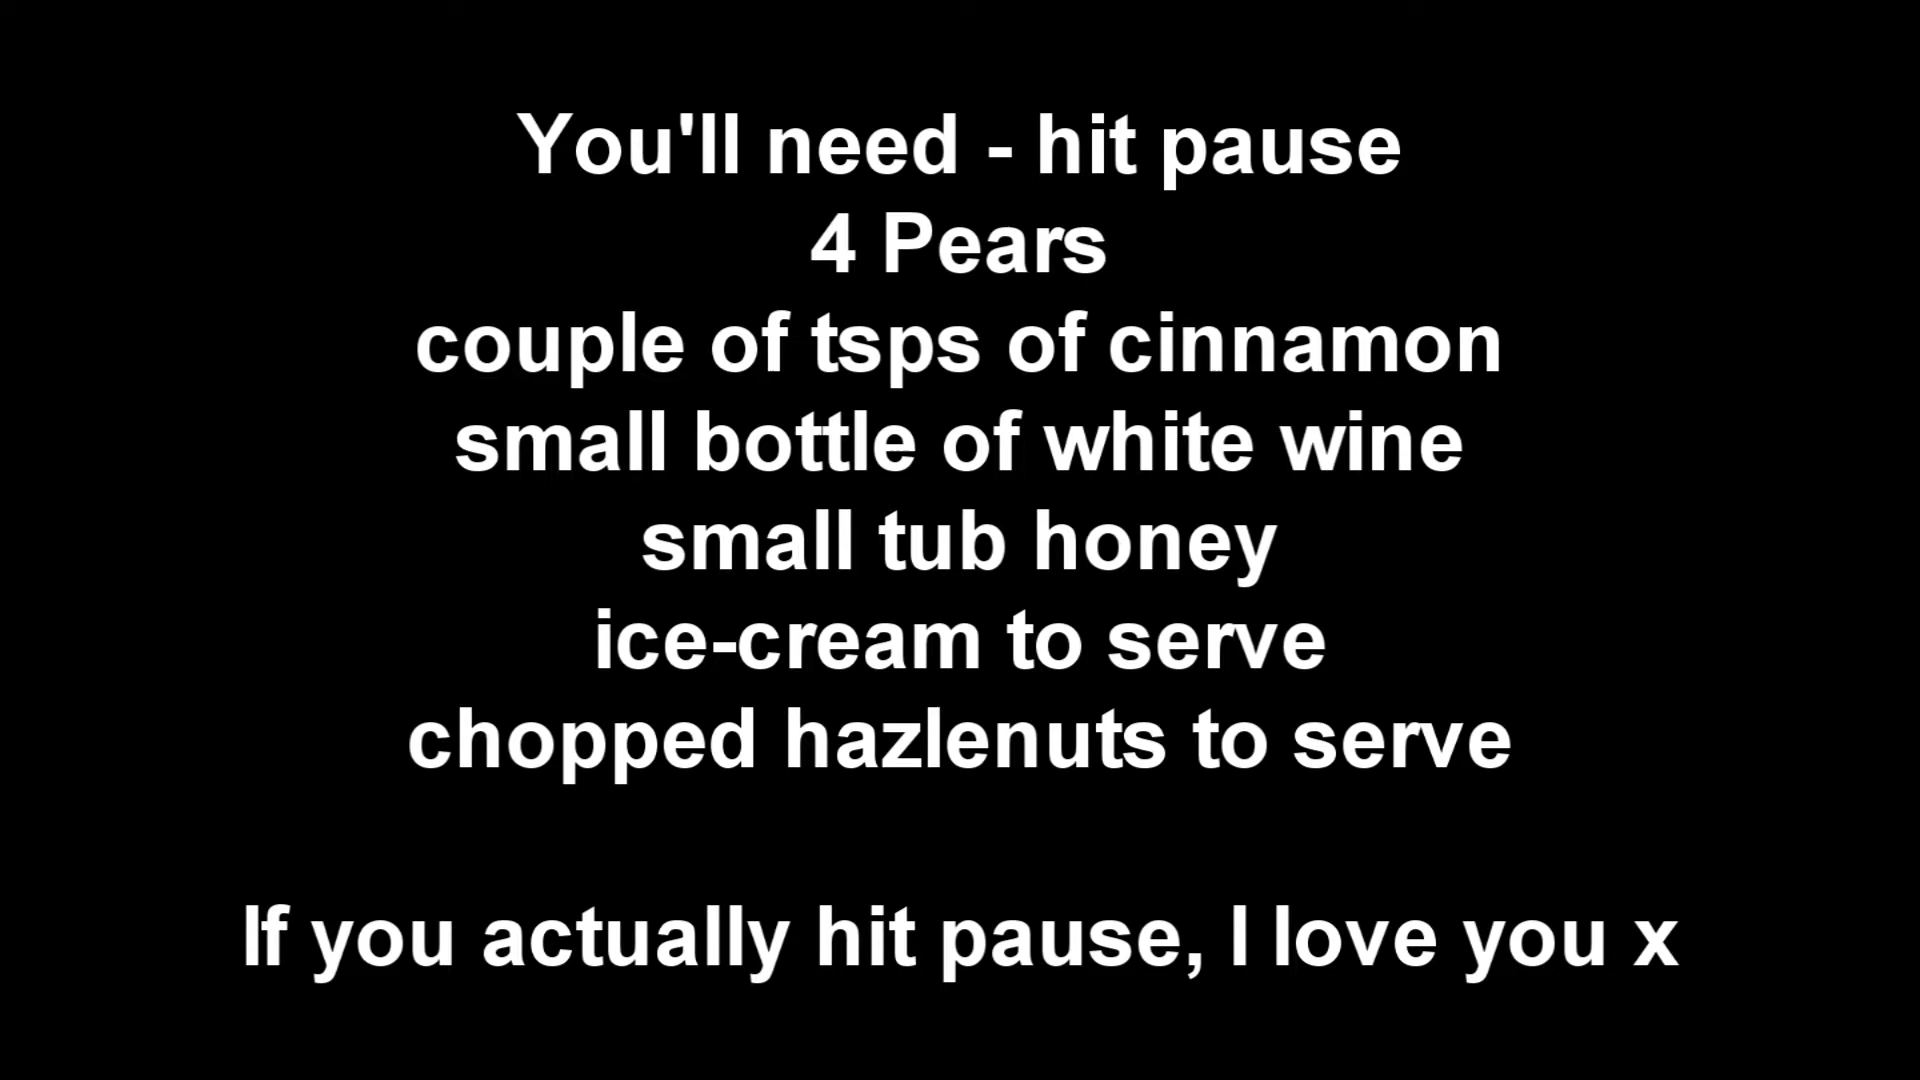 You'll need - hit pause
4 Pears
couple of tsps of cinnamon
small bottle of white wine
small tub honey
ice-cream to serve
chopped hazlenuts to serve
If you actually hit pause, I love you x